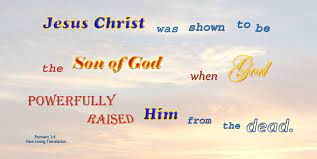 Jesus Christ was shown to be
the Son of God when God
POWERFULLY
RAISED Him from the dead.
Romans 1:4
New Living Translation